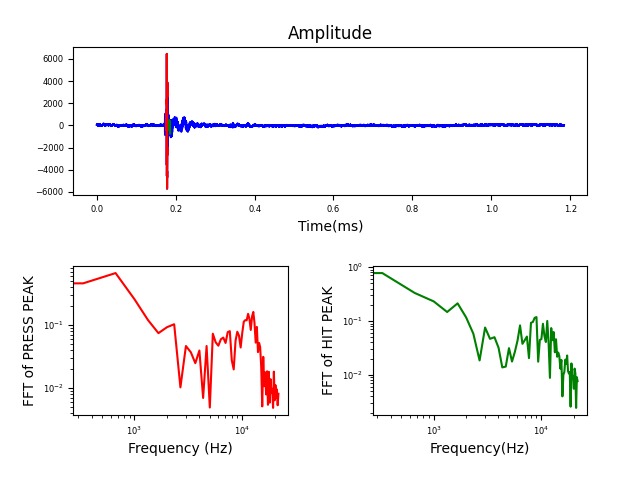 Amplitude
6000
4000
2000
0
−2000
−4000
−6000
0.0 0.2 0.4 0.6 0.8 1.0 1.2
Time(ms)
FFT of PRESS PEAK
10⁻¹
10⁻²
10³ 10⁴
Frequency (Hz)
FFT of HIT PEAK
10⁰
10⁻¹
10⁻²
10³ 10⁴
Frequency(Hz)